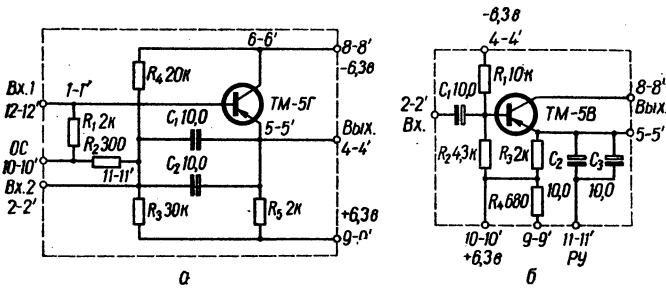 6-6'
8-8'
-6,3в
R4 20к
Вх.1
1-1'
12-12'
ТМ-5Г
C1 10,0
R1 2к
R2 300
5-5'
Вых.
4-4'
ОС
10-10'
11-11'
C2 10,0
Вх.2
2-2'
R3 30к
R5 2к
+6,3в
9-9'
а
-6,3в
4-4'
R1 10к
8-8'
2-2'
C1 10,0
Вх.
ТМ-5В
Вых.
5-5'
R2 4,3к
R3 2к
C2
C3
10,0
10,0
R4 680
10-10'
9-9'
11-11'
+6,3в
РУ
б